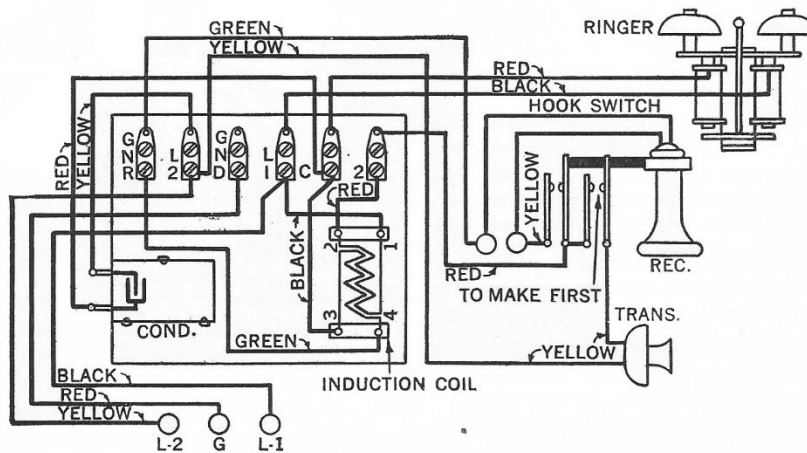 GREEN
YELLOW
RINGER
RED
BLACK
HOOK SWITCH
RED
YELLOW
G N R
L 2
G N D
L 1
C
2
RED
YELLOW
2
1
BLACK
RED
REC.
TO MAKE FIRST
COND.
3
4
GREEN
TRANS.
YELLOW
INDUCTION COIL
BLACK
RED
YELLOW
L-2
G
L-1